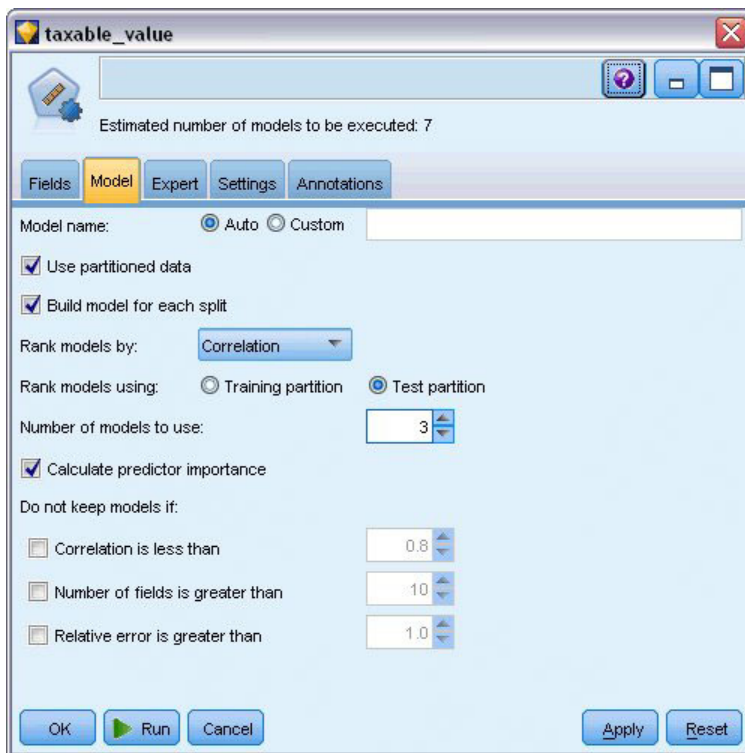 taxable_value
?
Estimated number of models to be executed: 7
Fields Model Expert Settings Annotations
Model name: Auto Custom
Use partitioned data
Build model for each split
Rank models by: Correlation
Rank models using: Training partition Test partition
Number of models to use: 3
Calculate predictor importance
Do not keep models if:
Correlation is less than 0.8
Number of fields is greater than 10
Relative error is greater than 1.0
OK Run Cancel Apply Reset